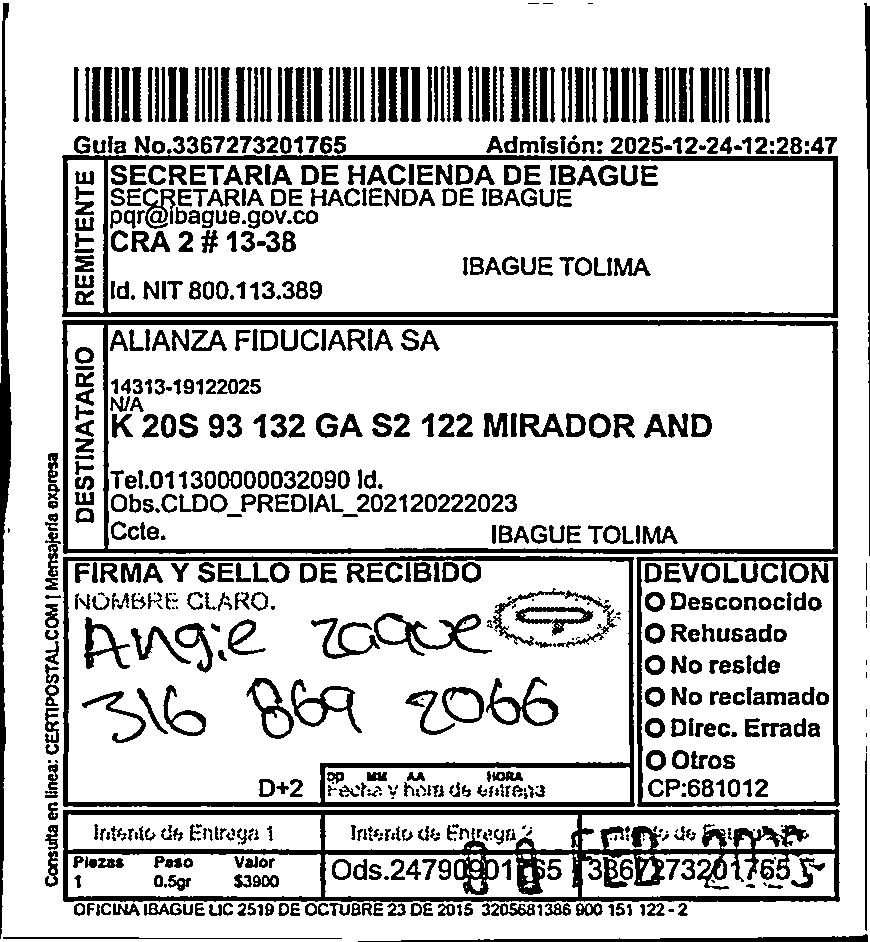 Guia No.3367273201765 Admisión: 2025-12-24-12:28:47
REMITENTE
SECRETARIA DE HACIENDA DE IBAGUE
SECRETARIA DE HACIENDA DE IBAGUE
pqr@ibague.gov.co
CRA 2 # 13-38
IBAGUE TOLIMA
Id. NIT 800.113.389
DESTINATARIO
ALIANZA FIDUCIARIA SA
14313-19122025
N/A
K 20S 93 132 GA S2 122 MIRADOR AND
Tel.011300000032090 Id.
Obs.CLDO_PREDIAL_202120222023
Ccte. IBAGUE TOLIMA
Consulta en línea: CERTIPOSTAL.COM | Mensajería expresa
FIRMA Y SELLO DE RECIBIDO
NOMBRE CLARO.
Angie zaque
316 869 2066
D+2
DD MM AA HORA
Fecha y hora de entrega
DEVOLUCION
Desconocido
Rehusado
No reside
No reclamado
Direc. Errada
Otros
CP:681012
Intento de Entrega 1 Intento de Entrega 2 Intento de
Piezas Peso Valor
1 0.5gr $3900
Ods.24790901765 3367273201765
FEB
OFICINA IBAGUE LIC 2519 DE OCTUBRE 23 DE 2015 3205681386 900 151 122 - 2